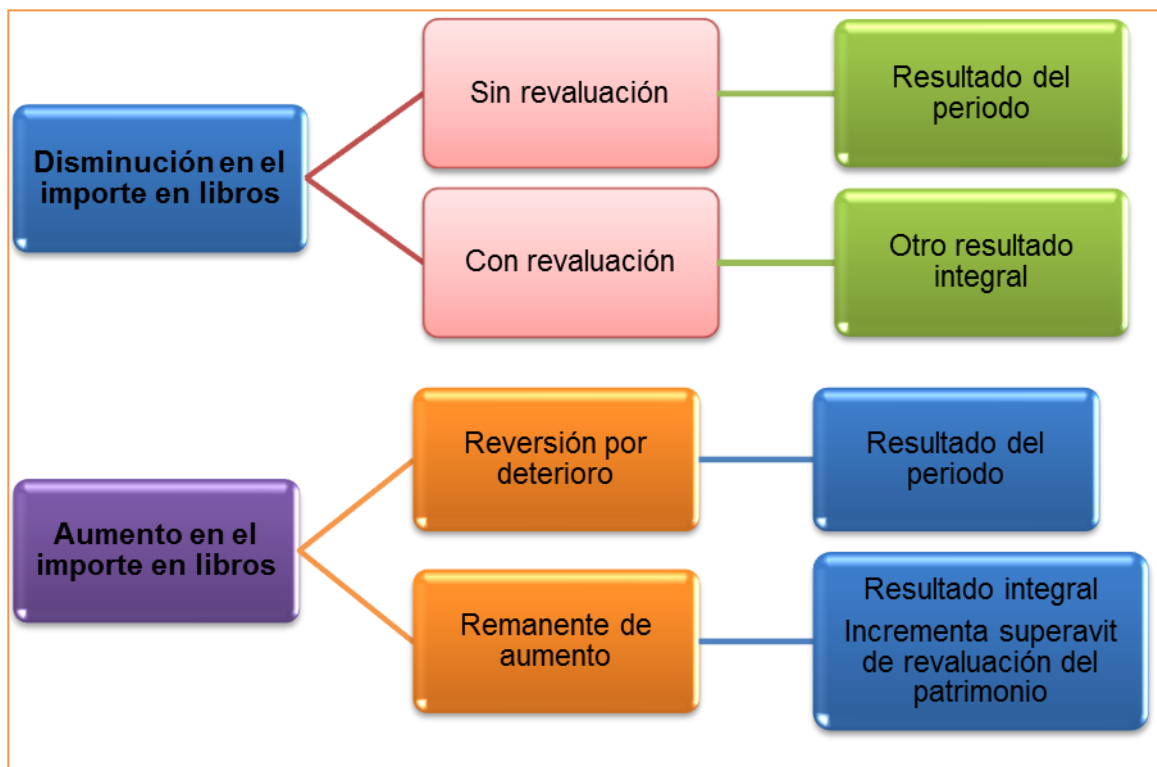 Disminución en el
importe en libros
Sin revaluación
Resultado del
periodo
Con revaluación
Otro resultado
integral
Aumento en el
importe en libros
Reversión por
deterioro
Resultado del
periodo
Remanente de
aumento
Resultado integral
Incrementa superavit
de revaluación del
patrimonio